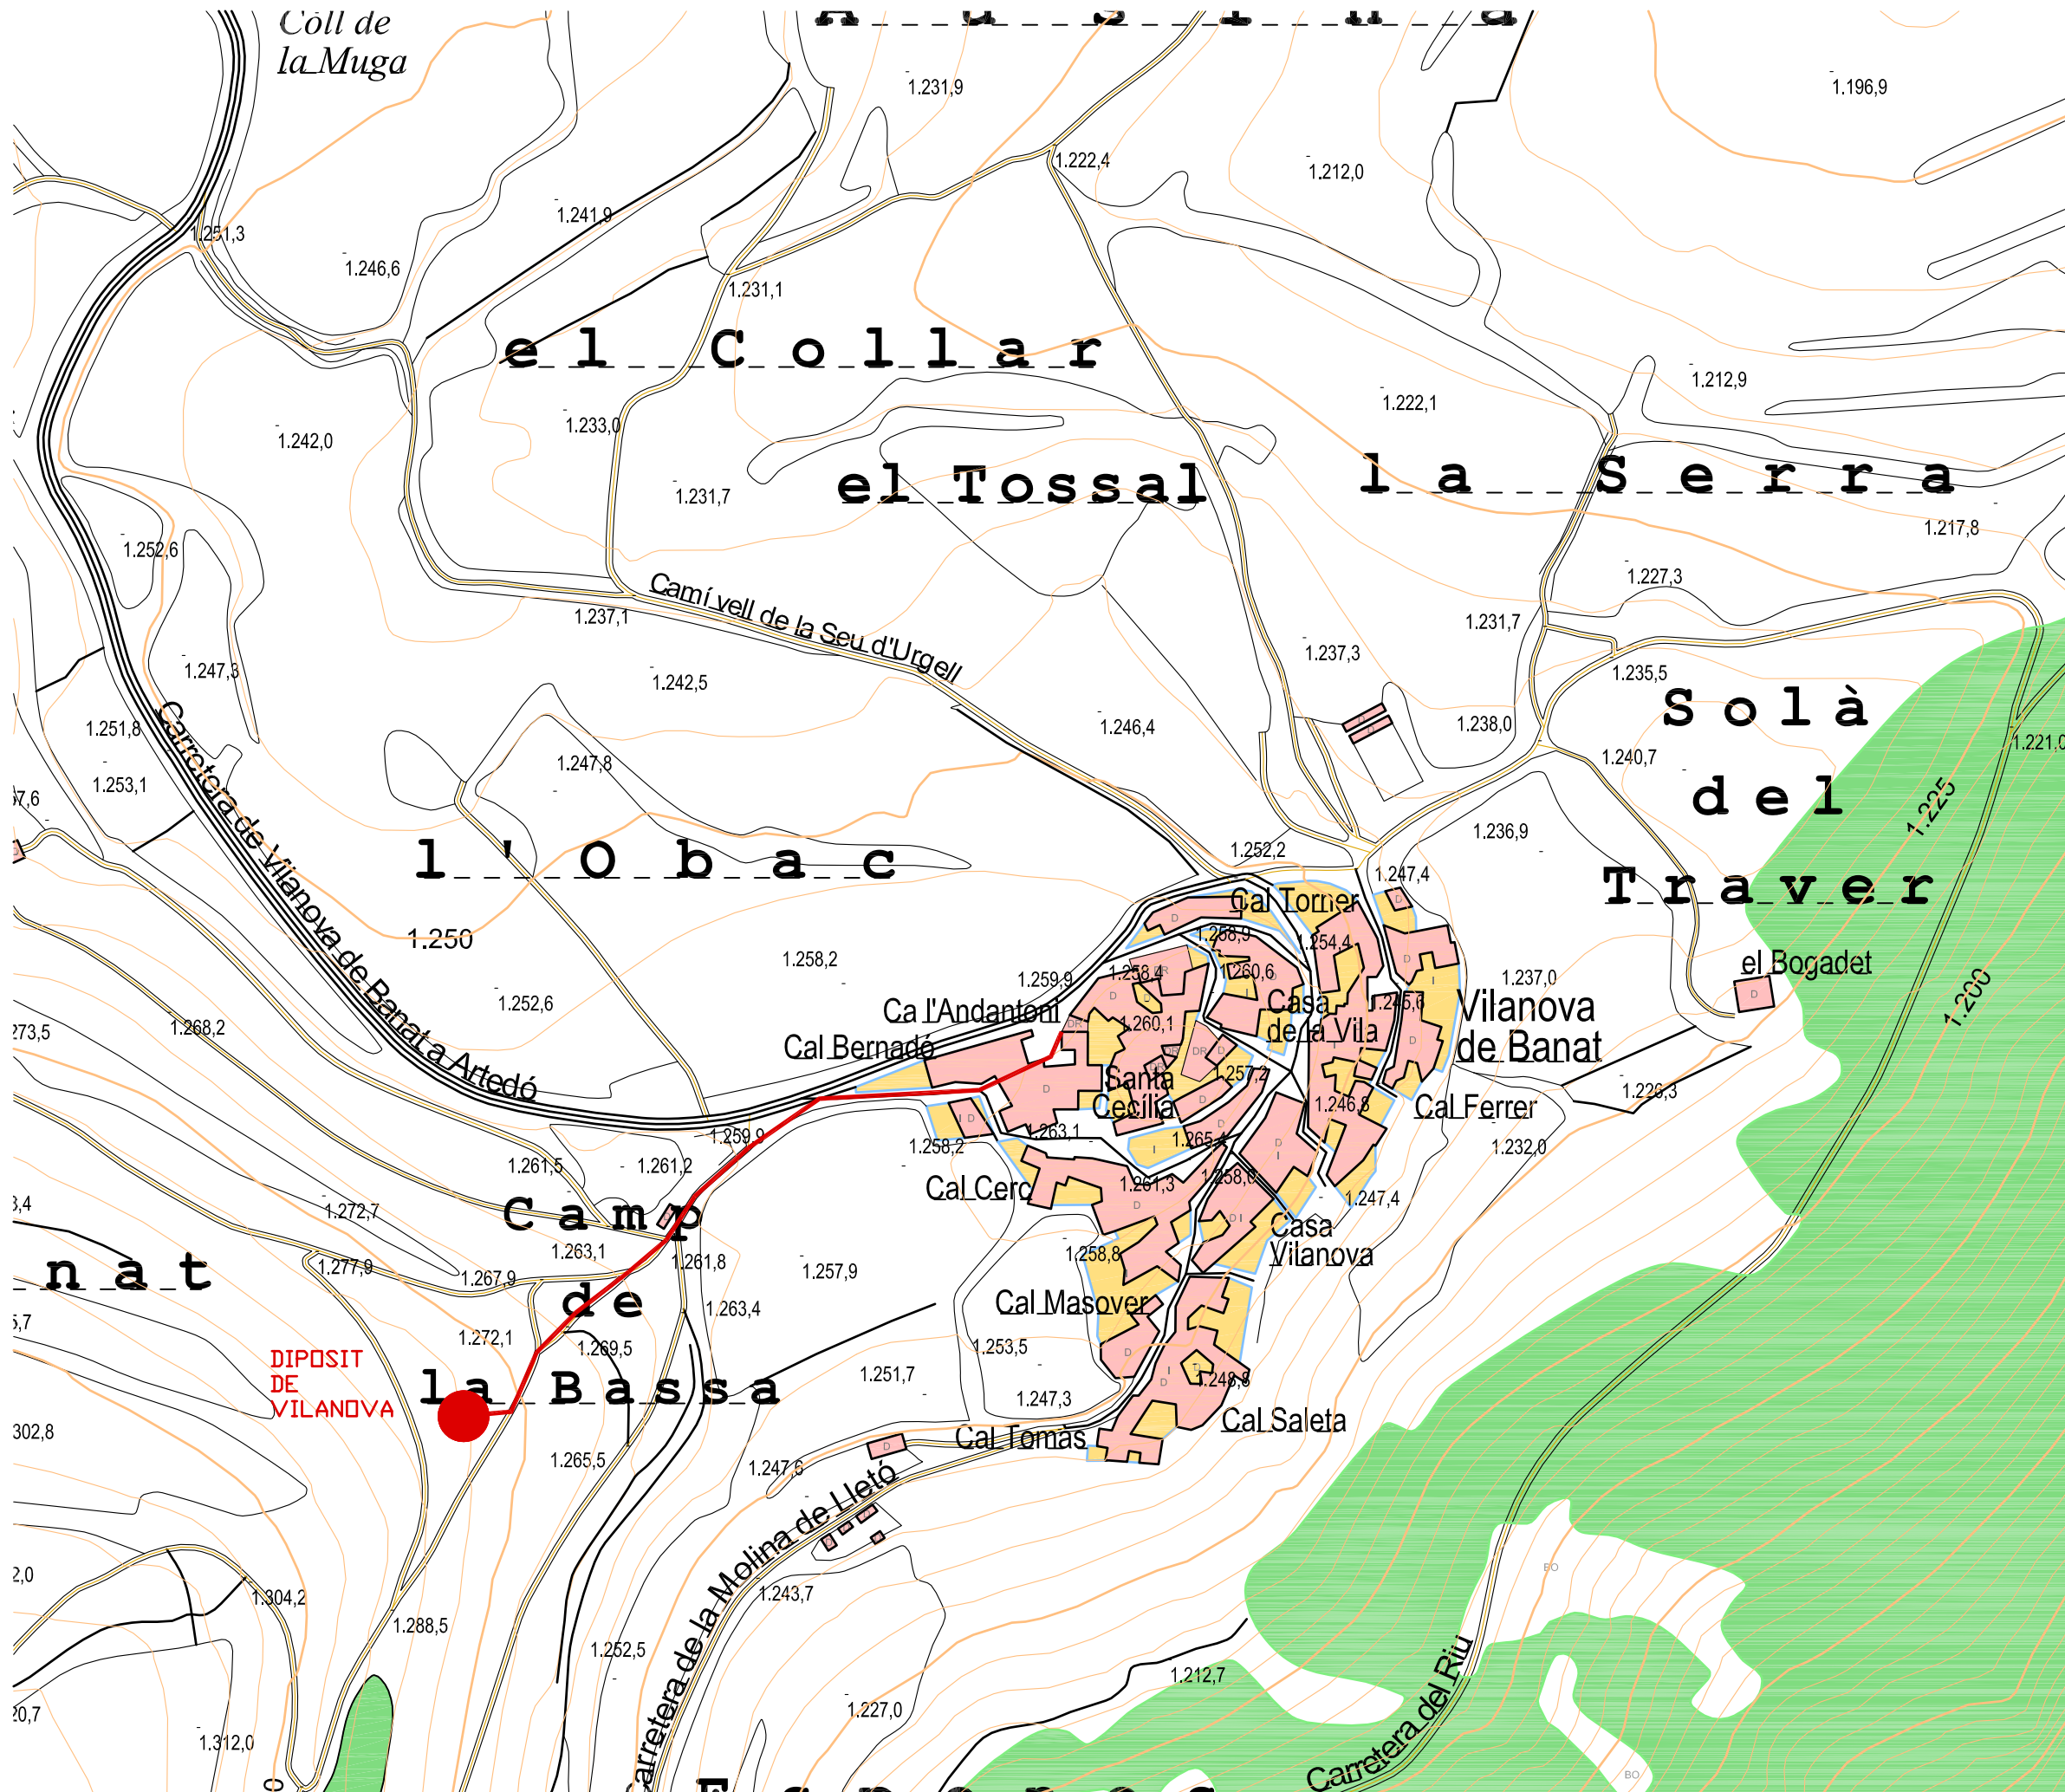 Coll de
la Muga
1.231,9
1.196,9
1.222,4
1.212,0
1.241,9
1.251,3
1.246,6
1.231,1
el Collar
1.212,9
1.222,1
1.233,0
1.242,0
la Serra
el Tossal
1.231,7
1.217,8
1.252,6
1.227,3
Camí vell de la Seu d'Urgell
1.237,1
1.231,7
1.237,3
1.247,3
1.242,5
1.235,5
Solà
del
Traver
1.251,8
1.246,4
1.238,0
1.221,0
1.240,7
1.247,8
1.253,1
1.225
Carretera de Vilanova de Banat a Artedó
1.236,9
l'Obac
1.252,2
1.247,4
Cal Torner
1.250
1.258,9
1.254,4
1.258,2
el Bogadet
1.259,9
1.258,4
1.260,6
1.237,0
1.200
1.252,6
Ca l'Andantoni
Casa
de la Vila
1.245,6
Vilanova
de Banat
273,5
1.268,2
1.260,1
Cal Bernadó
Santa
Cecília
1.257,2
1.226,3
1.246,8
Cal Ferrer
1.259,9
1.263,1
1.265,4
1.258,2
1.232,0
1.261,5
1.261,2
Cal Cerc
1.261,3
1.258,0
1.247,4
1.272,7
Camp
de
la Bassa
Casa
Vilanova
1.263,1
1.261,8
1.258,8
1.257,9
nat
1.277,9
1.267,9
1.263,4
Cal Masover
1.272,1
1.269,5
1.253,5
DIPOSIT
DE
VILANOVA
1.251,7
1.247,3
1.248,8
302,8
Cal Tomàs
Cal Saleta
1.265,5
1.247,6
Carretera de la Molina de Lletó
1.304,2
1.243,7
1.288,5
1.252,5
1.212,7
1.227,0
1.312,0
Carretera del Riu
BO
BO